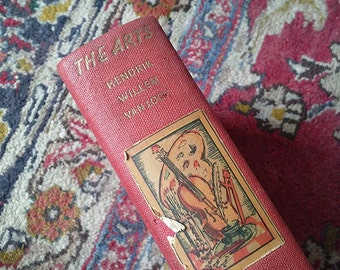 THE ARTS
HENDRIK
WILLEM
VAN LOON